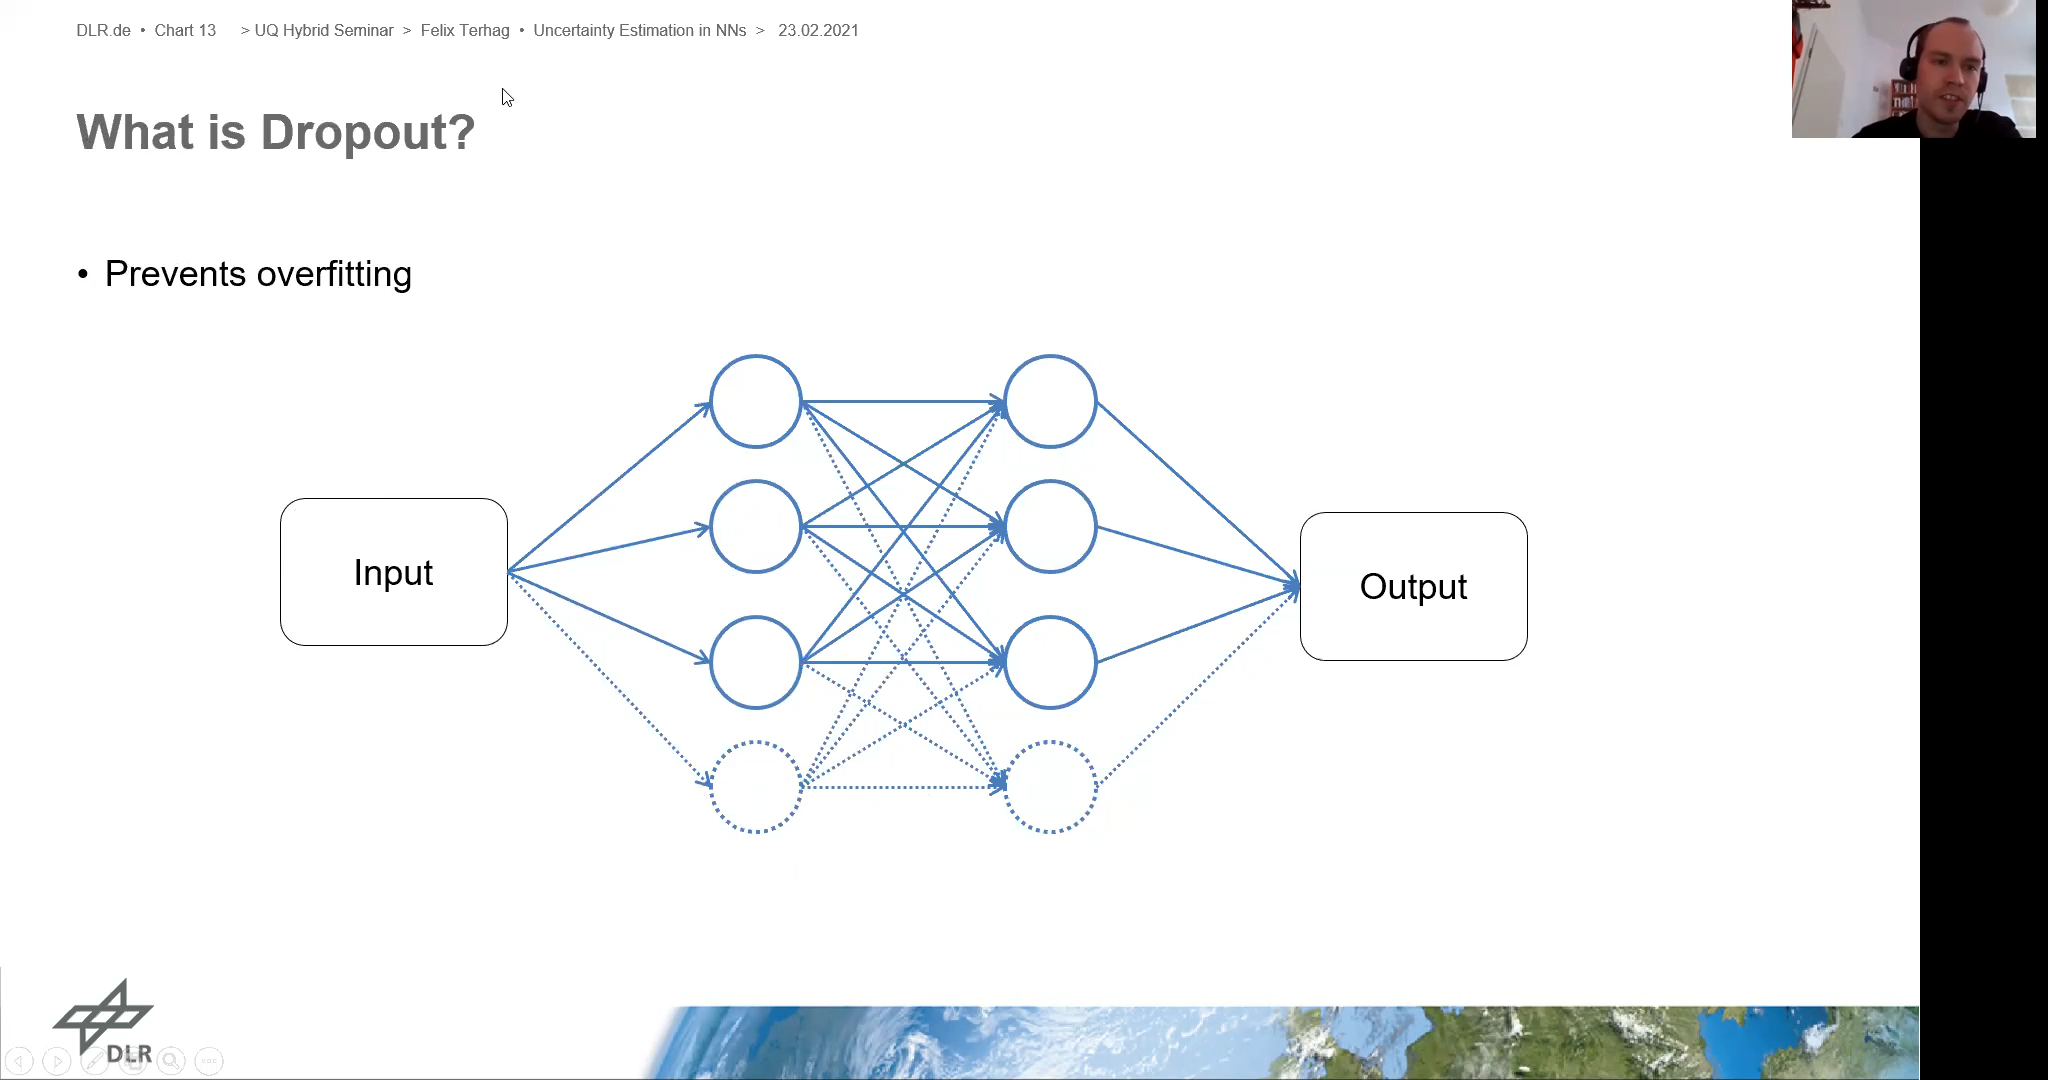 DLR.de • Chart 13 > UQ Hybrid Seminar > Felix Terhag • Uncertainty Estimation in NNs > 23.02.2021
What is Dropout?
• Prevents overfitting
Input
Output
DLR